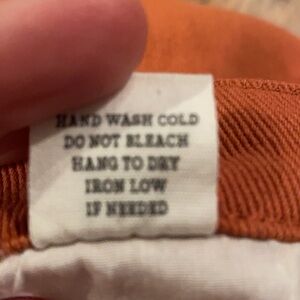 HAND WASH COLD
DO NOT BLEACH
HANG TO DRY
IRON LOW
IF NEEDED